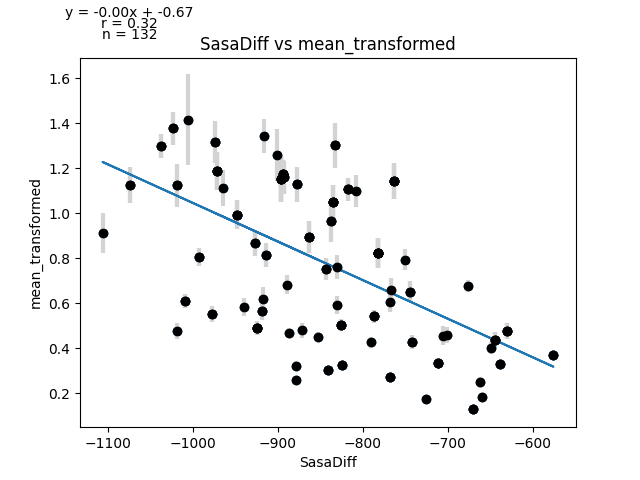 y = -0.00x + -0.67
r = 0.32
n = 132
SasaDiff vs mean_transformed
1.6
1.4
1.2
1.0
0.8
0.6
0.4
0.2
mean_transformed
−1100 −1000 −900 −800 −700 −600
SasaDiff